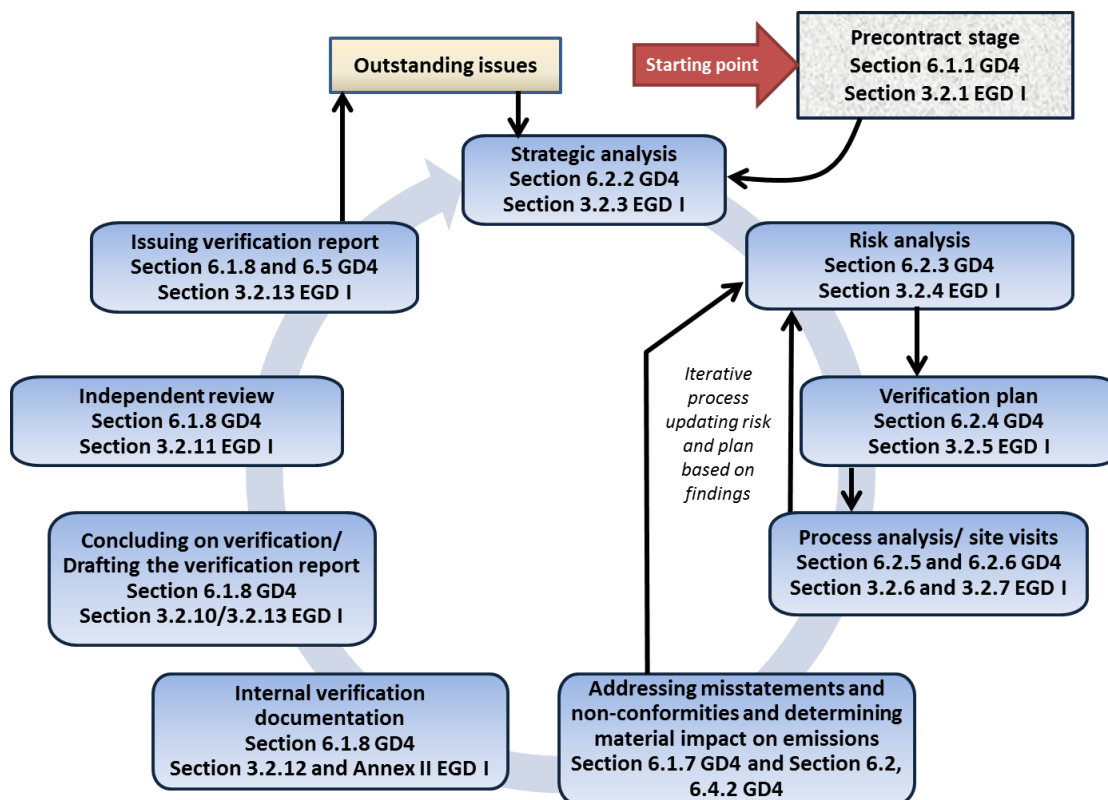 Outstanding issues
Starting point
Precontract stage
Section 6.1.1 GD4
Section 3.2.1 EGD I
Strategic analysis
Section 6.2.2 GD4
Section 3.2.3 EGD I
Risk analysis
Section 6.2.3 GD4
Section 3.2.4 EGD I
Iterative
process
updating risk
and plan
based on
findings
Verification plan
Section 6.2.4 GD4
Section 3.2.5 EGD I
Process analysis/ site visits
Section 6.2.5 and 6.2.6 GD4
Section 3.2.6 and 3.2.7 EGD I
Addressing misstatements and
non-conformities and determining
material impact on emissions
Section 6.1.7 GD4 and Section 6.2,
6.4.2 GD4
Internal verification
documentation
Section 6.1.8 GD4
Section 3.2.12 and Annex II EGD I
Concluding on verification/
Drafting the verification report
Section 6.1.8 GD4
Section 3.2.10/3.2.13 EGD I
Independent review
Section 6.1.8 GD4
Section 3.2.11 EGD I
Issuing verification report
Section 6.1.8 and 6.5 GD4
Section 3.2.13 EGD I